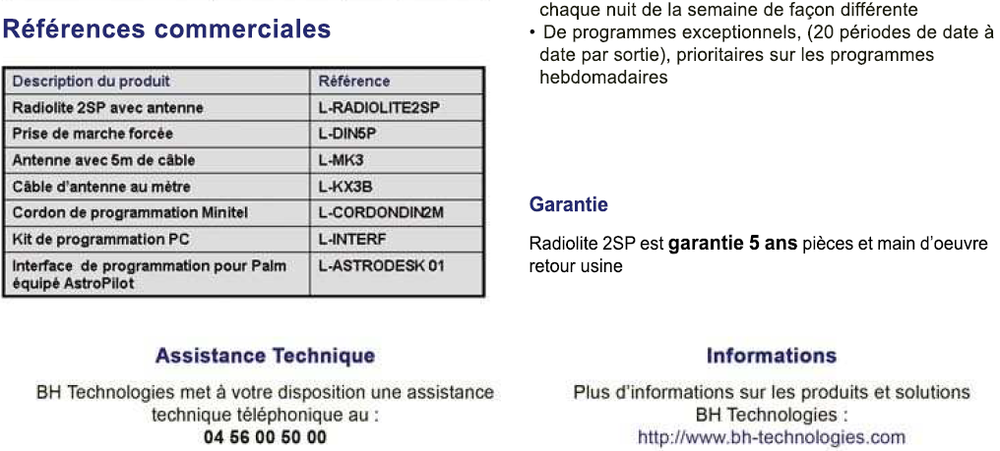 Références commerciales
Description du produit Référence
Radiolite 2SP avec antenne L-RADIOLITE2SP
Prise de marche forcée L-DIN5P
Antenne avec 5m de câble L-MK3
Câble d'antenne au mètre L-KX3B
Cordon de programmation Minitel L-CORDONDIN2M
Kit de programmation PC L-INTERF
Interface de programmation pour Palm L-ASTRODESK 01
équipé AstroPilot
chaque nuit de la semaine de façon différente
• De programmes exceptionnels, (20 périodes de date à
date par sortie), prioritaires sur les programmes
hebdomadaires
Garantie
Radiolite 2SP est garantie 5 ans pièces et main d'oeuvre
retour usine
Assistance Technique
BH Technologies met à votre disposition une assistance
technique téléphonique au :
04 56 00 50 00
Informations
Plus d'informations sur les produits et solutions
BH Technologies :
http://www.bh-technologies.com